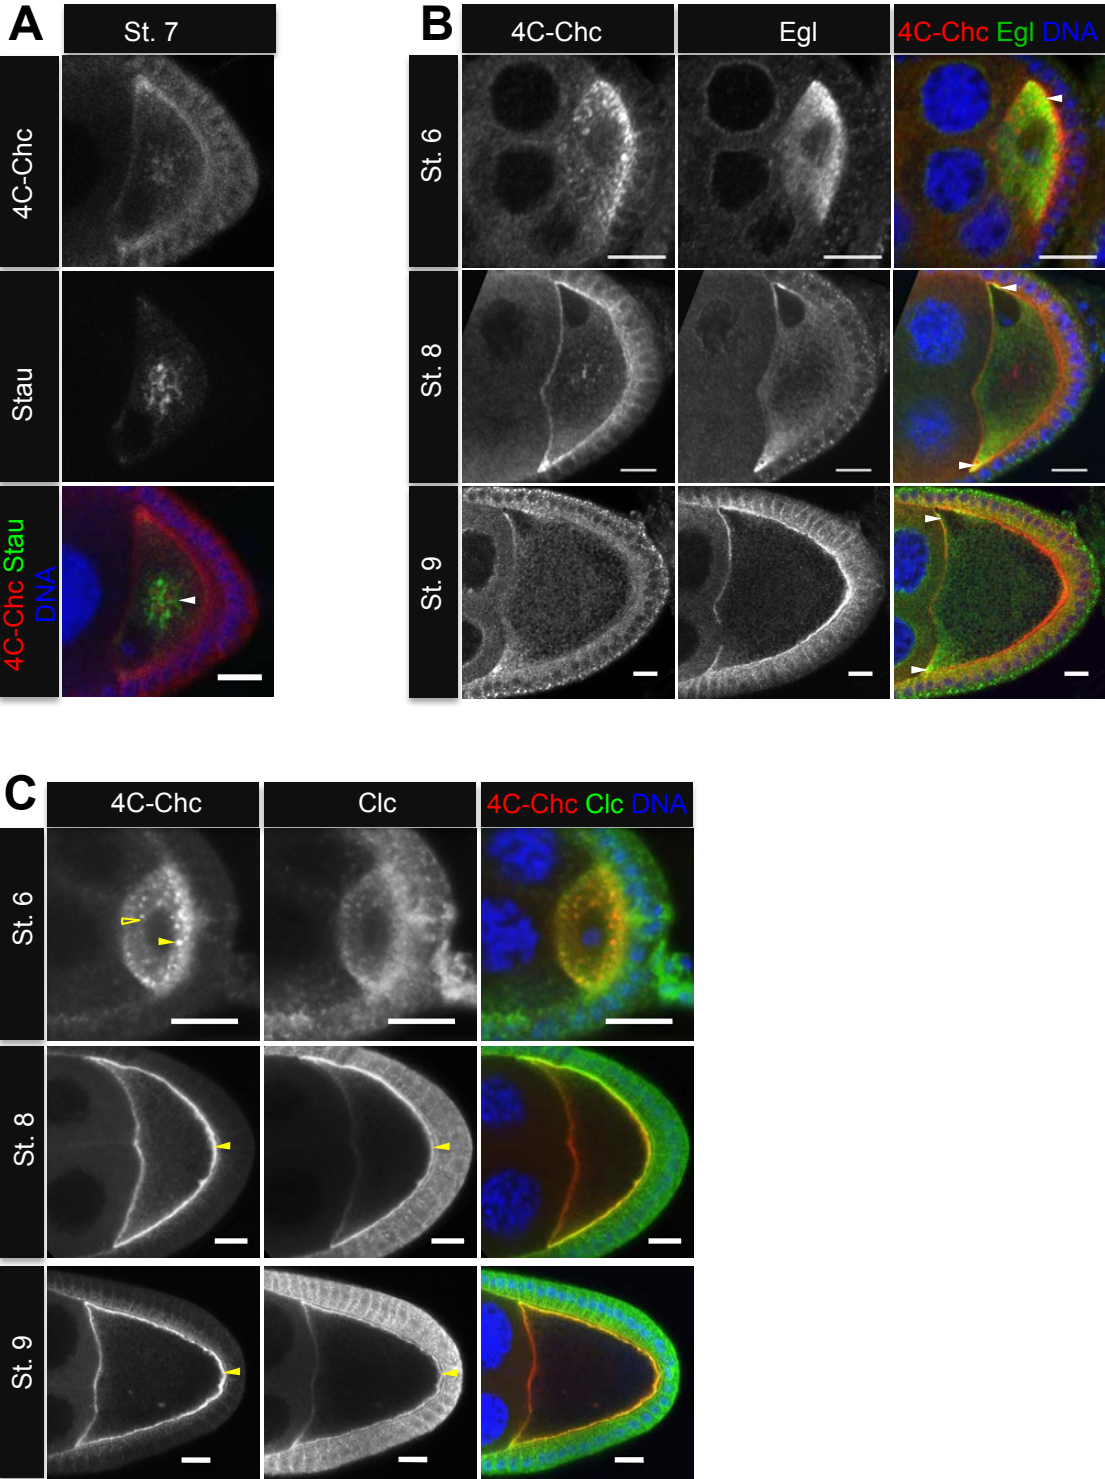 A
St. 7
4C-Chc
Stau
4C-Chc Stau
DNA
B
4C-Chc
Egl
4C-Chc Egl DNA
St. 6
St. 8
St. 9
C
4C-Chc
Clc
4C-Chc Clc DNA
St. 6
St. 8
St. 9